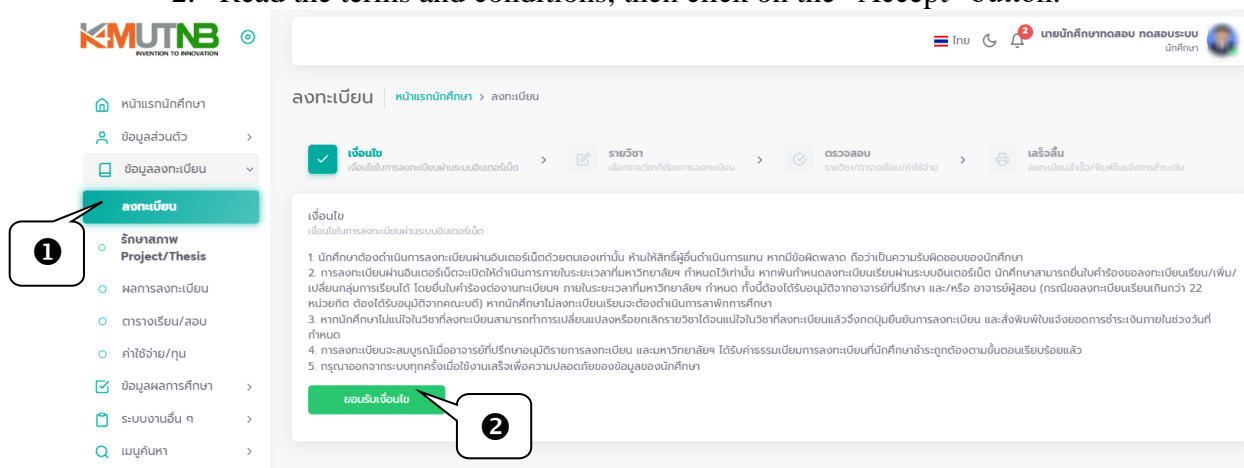 2. Read the terms and conditions, then click on the "Accept" button.
KMUTNB
INVENTION TO INNOVATION
ไทย
2
นายนักศึกษาทดสอบ ทดสอบระบบ
นักศึกษา
หน้าแรกนักศึกษา
ข้อมูลส่วนตัว
ข้อมูลลงทะเบียน
ลงทะเบียน
รักษาสภาพ
Project/Thesis
ผลการลงทะเบียน
ตารางเรียน/สอบ
ค่าใช้จ่าย/ทุน
ข้อมูลผลการศึกษา
ระบบงานอื่น ๆ
เมนูค้นหา
❶
ลงทะเบียน หน้าแรกนักศึกษา > ลงทะเบียน
เงื่อนไข
เงื่อนไขในการลงทะเบียนผ่านระบบอินเตอร์เน็ต
รายวิชา
เลือกรายวิชาที่ต้องการลงทะเบียน
ตรวจสอบ
รายวิชา/ตารางเรียน/ค่าใช้จ่าย
เสร็จสิ้น
ลงทะเบียนสำเร็จ/พิมพ์ใบแจ้งการชำระเงิน
เงื่อนไข
เงื่อนไขในการลงทะเบียนผ่านระบบอินเตอร์เน็ต
1. นักศึกษาต้องดำเนินการลงทะเบียนผ่านอินเตอร์เน็ตด้วยตนเองเท่านั้น ห้ามให้สิทธิ์ผู้อื่นดำเนินการแทน หากมีข้อผิดพลาด ถือว่าเป็นความรับผิดชอบของนักศึกษา
2. การลงทะเบียนผ่านอินเตอร์เน็ตจะเปิดให้ดำเนินการภายในระยะเวลาที่มหาวิทยาลัยฯ กำหนดไว้เท่านั้น หากพ้นกำหนดลงทะเบียนเรียนผ่านระบบอินเตอร์เน็ต นักศึกษาสามารถยื่นใบคำร้องขอลงทะเบียนเรียน/เพิ่ม/
เปลี่ยนกลุ่มการเรียนได้ โดยยื่นใบคำร้องต่องานทะเบียนฯ ภายในระยะเวลาที่มหาวิทยาลัยฯ กำหนด ทั้งนี้ต้องได้รับอนุมัติจากอาจารย์ที่ปรึกษา และ/หรือ อาจารย์ผู้สอน (กรณีขอลงทะเบียนเรียนเกินกว่า 22
หน่วยกิต ต้องได้รับอนุมัติจากคณะบดี) หากนักศึกษาไม่ลงทะเบียนเรียนจะต้องดำเนินการลาพักการศึกษา
3. หากนักศึกษาไม่แน่ใจในวิชาที่ลงทะเบียนสามารถทำการเปลี่ยนแปลงหรือยกเลิกรายวิชาได้จนแน่ใจในวิชาที่ลงทะเบียนแล้วจึงกดปุ่มยืนยันการลงทะเบียน และสั่งพิมพ์ใบแจ้งยอดการชำระเงินภายในช่วงวันที่
กำหนด
4. การลงทะเบียนจะสมบูรณ์เมื่ออาจารย์ที่ปรึกษาอนุมัติรายการลงทะเบียน และมหาวิทยาลัยฯ ได้รับค่าธรรมเนียมการลงทะเบียนที่นักศึกษาชำระถูกต้องตามขั้นตอนเรียบร้อยแล้ว
5. กรุณาออกจากระบบทุกครั้งเมื่อใช้งานเสร็จเพื่อความปลอดภัยของข้อมูลของนักศึกษา
ยอมรับเงื่อนไข
❷